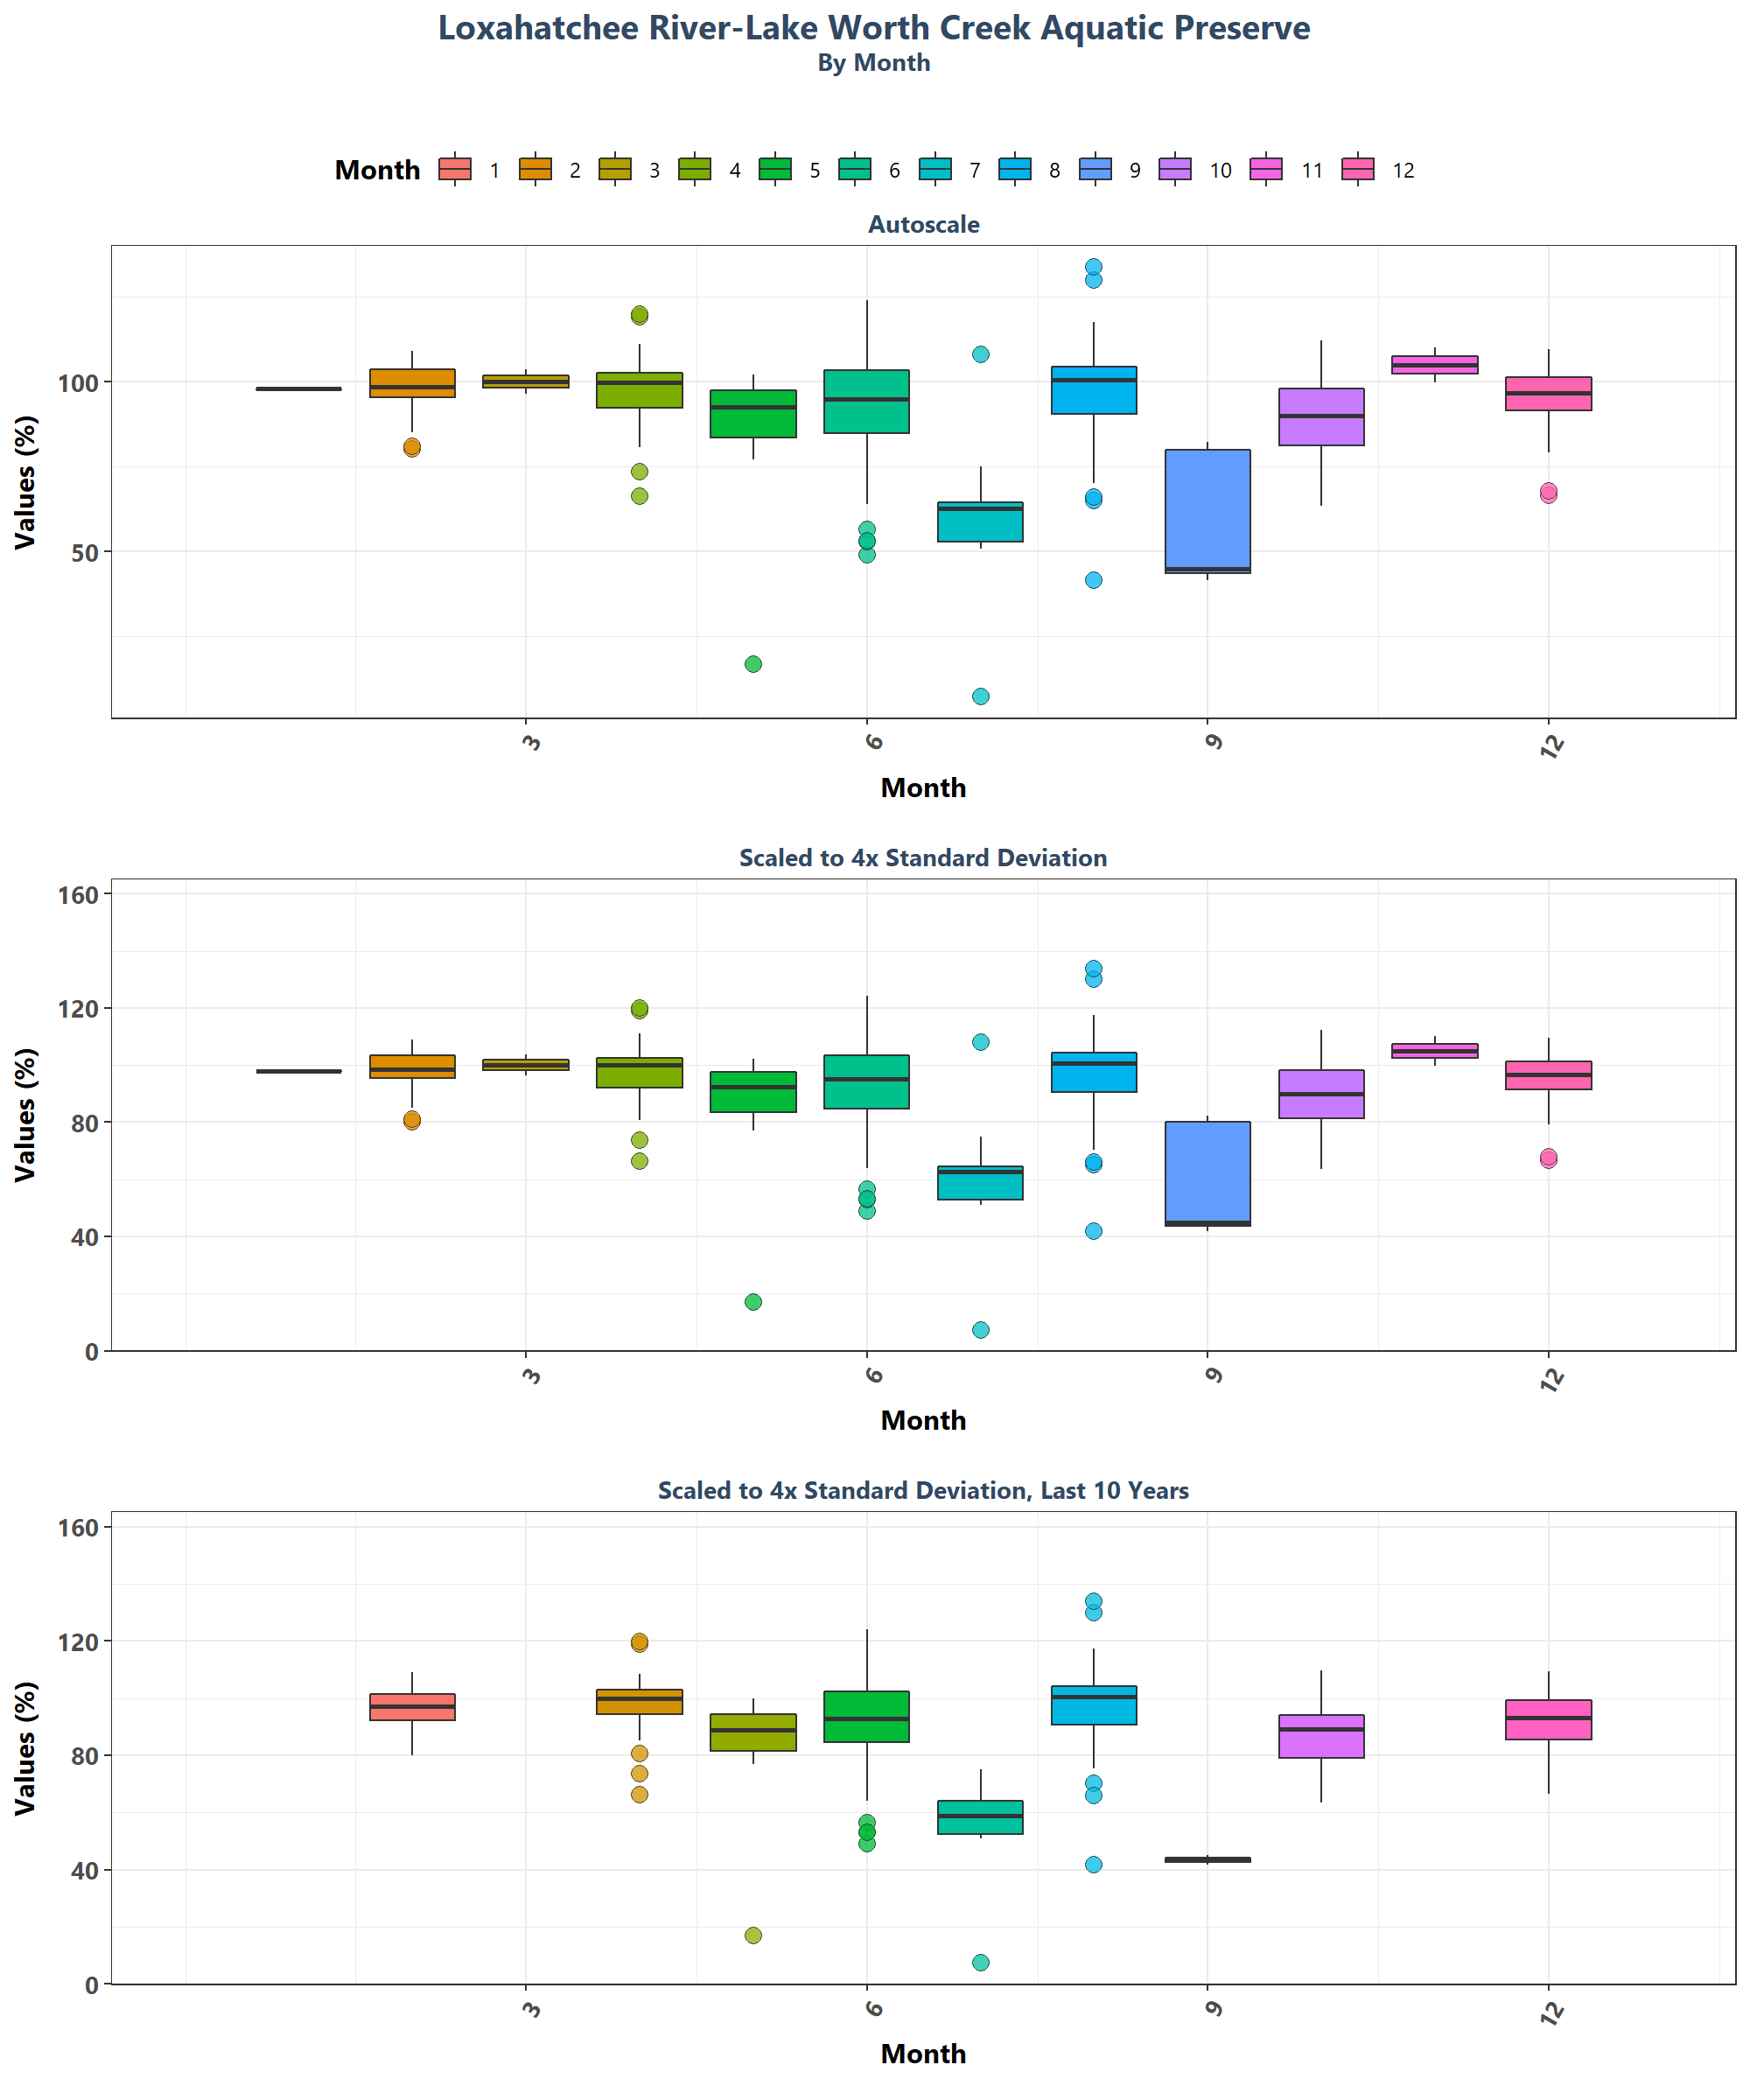 Loxahatchee River-Lake Worth Creek Aquatic Preserve
By Month
Month 1 2 3 4 5 6 7 8 9 10 11 12
Autoscale
Values (%)
100
50
3 6 9 12
Month
Scaled to 4x Standard Deviation
Values (%)
160
120
80
40
0
3 6 9 12
Month
Scaled to 4x Standard Deviation, Last 10 Years
Values (%)
160
120
80
40
0
3 6 9 12
Month